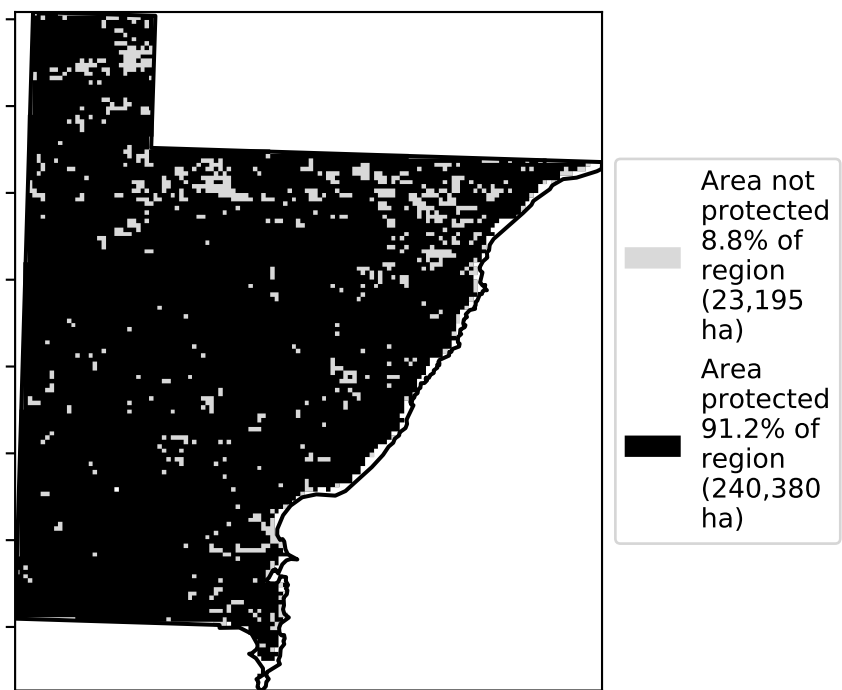 Area not
protected
8.8% of
region
(23,195
ha)
Area
protected
91.2% of
region
(240,380
ha)